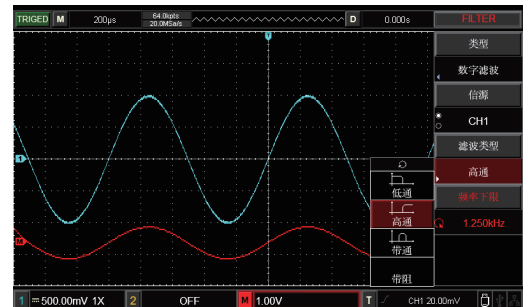 TRIGED M 200μs 64.0kpts D 0.000s FILTER
20.0MSa/s
类型
数字滤波
信源
CH1
滤波类型
高通
频率下限
1.250kHz
低通
高通
带通
带阻
1
M
1 500.00mV 1X 2 OFF M 1.00V T CH1 20.00mV